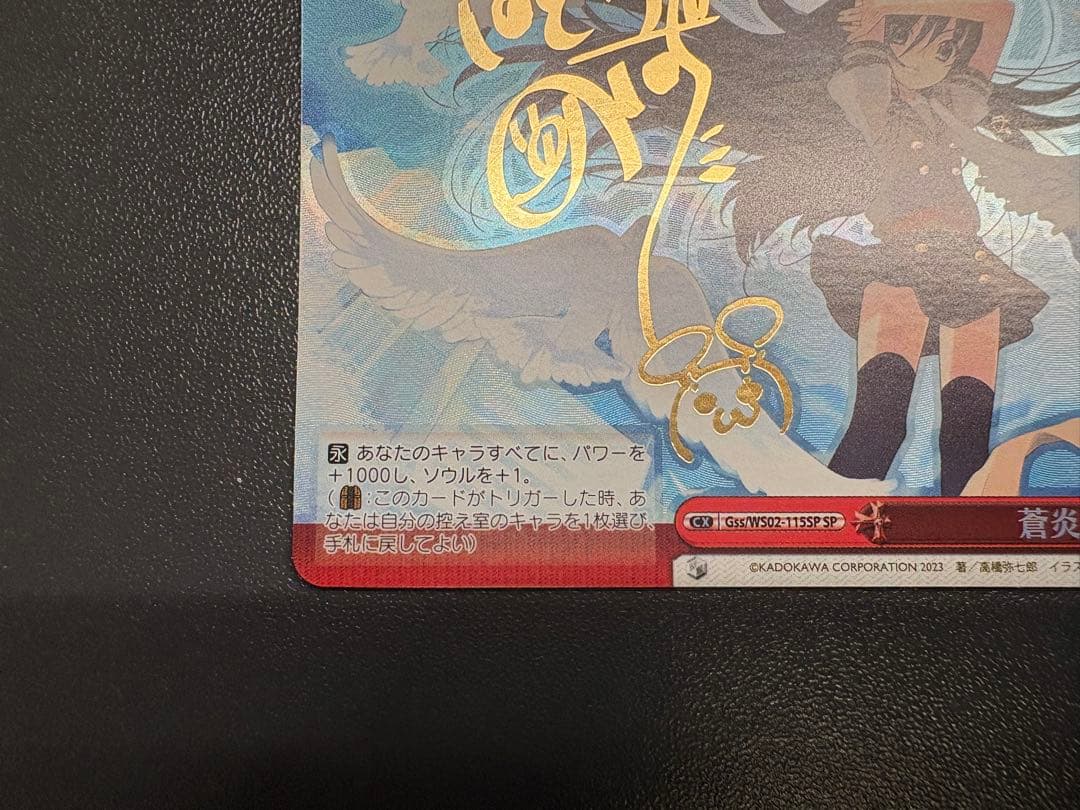 永 あなたのキャラすべてに、パワーを
+1000し、ソウルを+1。
( :このカードがトリガーした時、あ
なたは自分の控え室のキャラを1枚選び、
手札に戻してよい)
CX Gss/WS02-115SP SP
蒼炎
©KADOKAWA CORPORATION 2023 著/高橋弥七郎 イラス